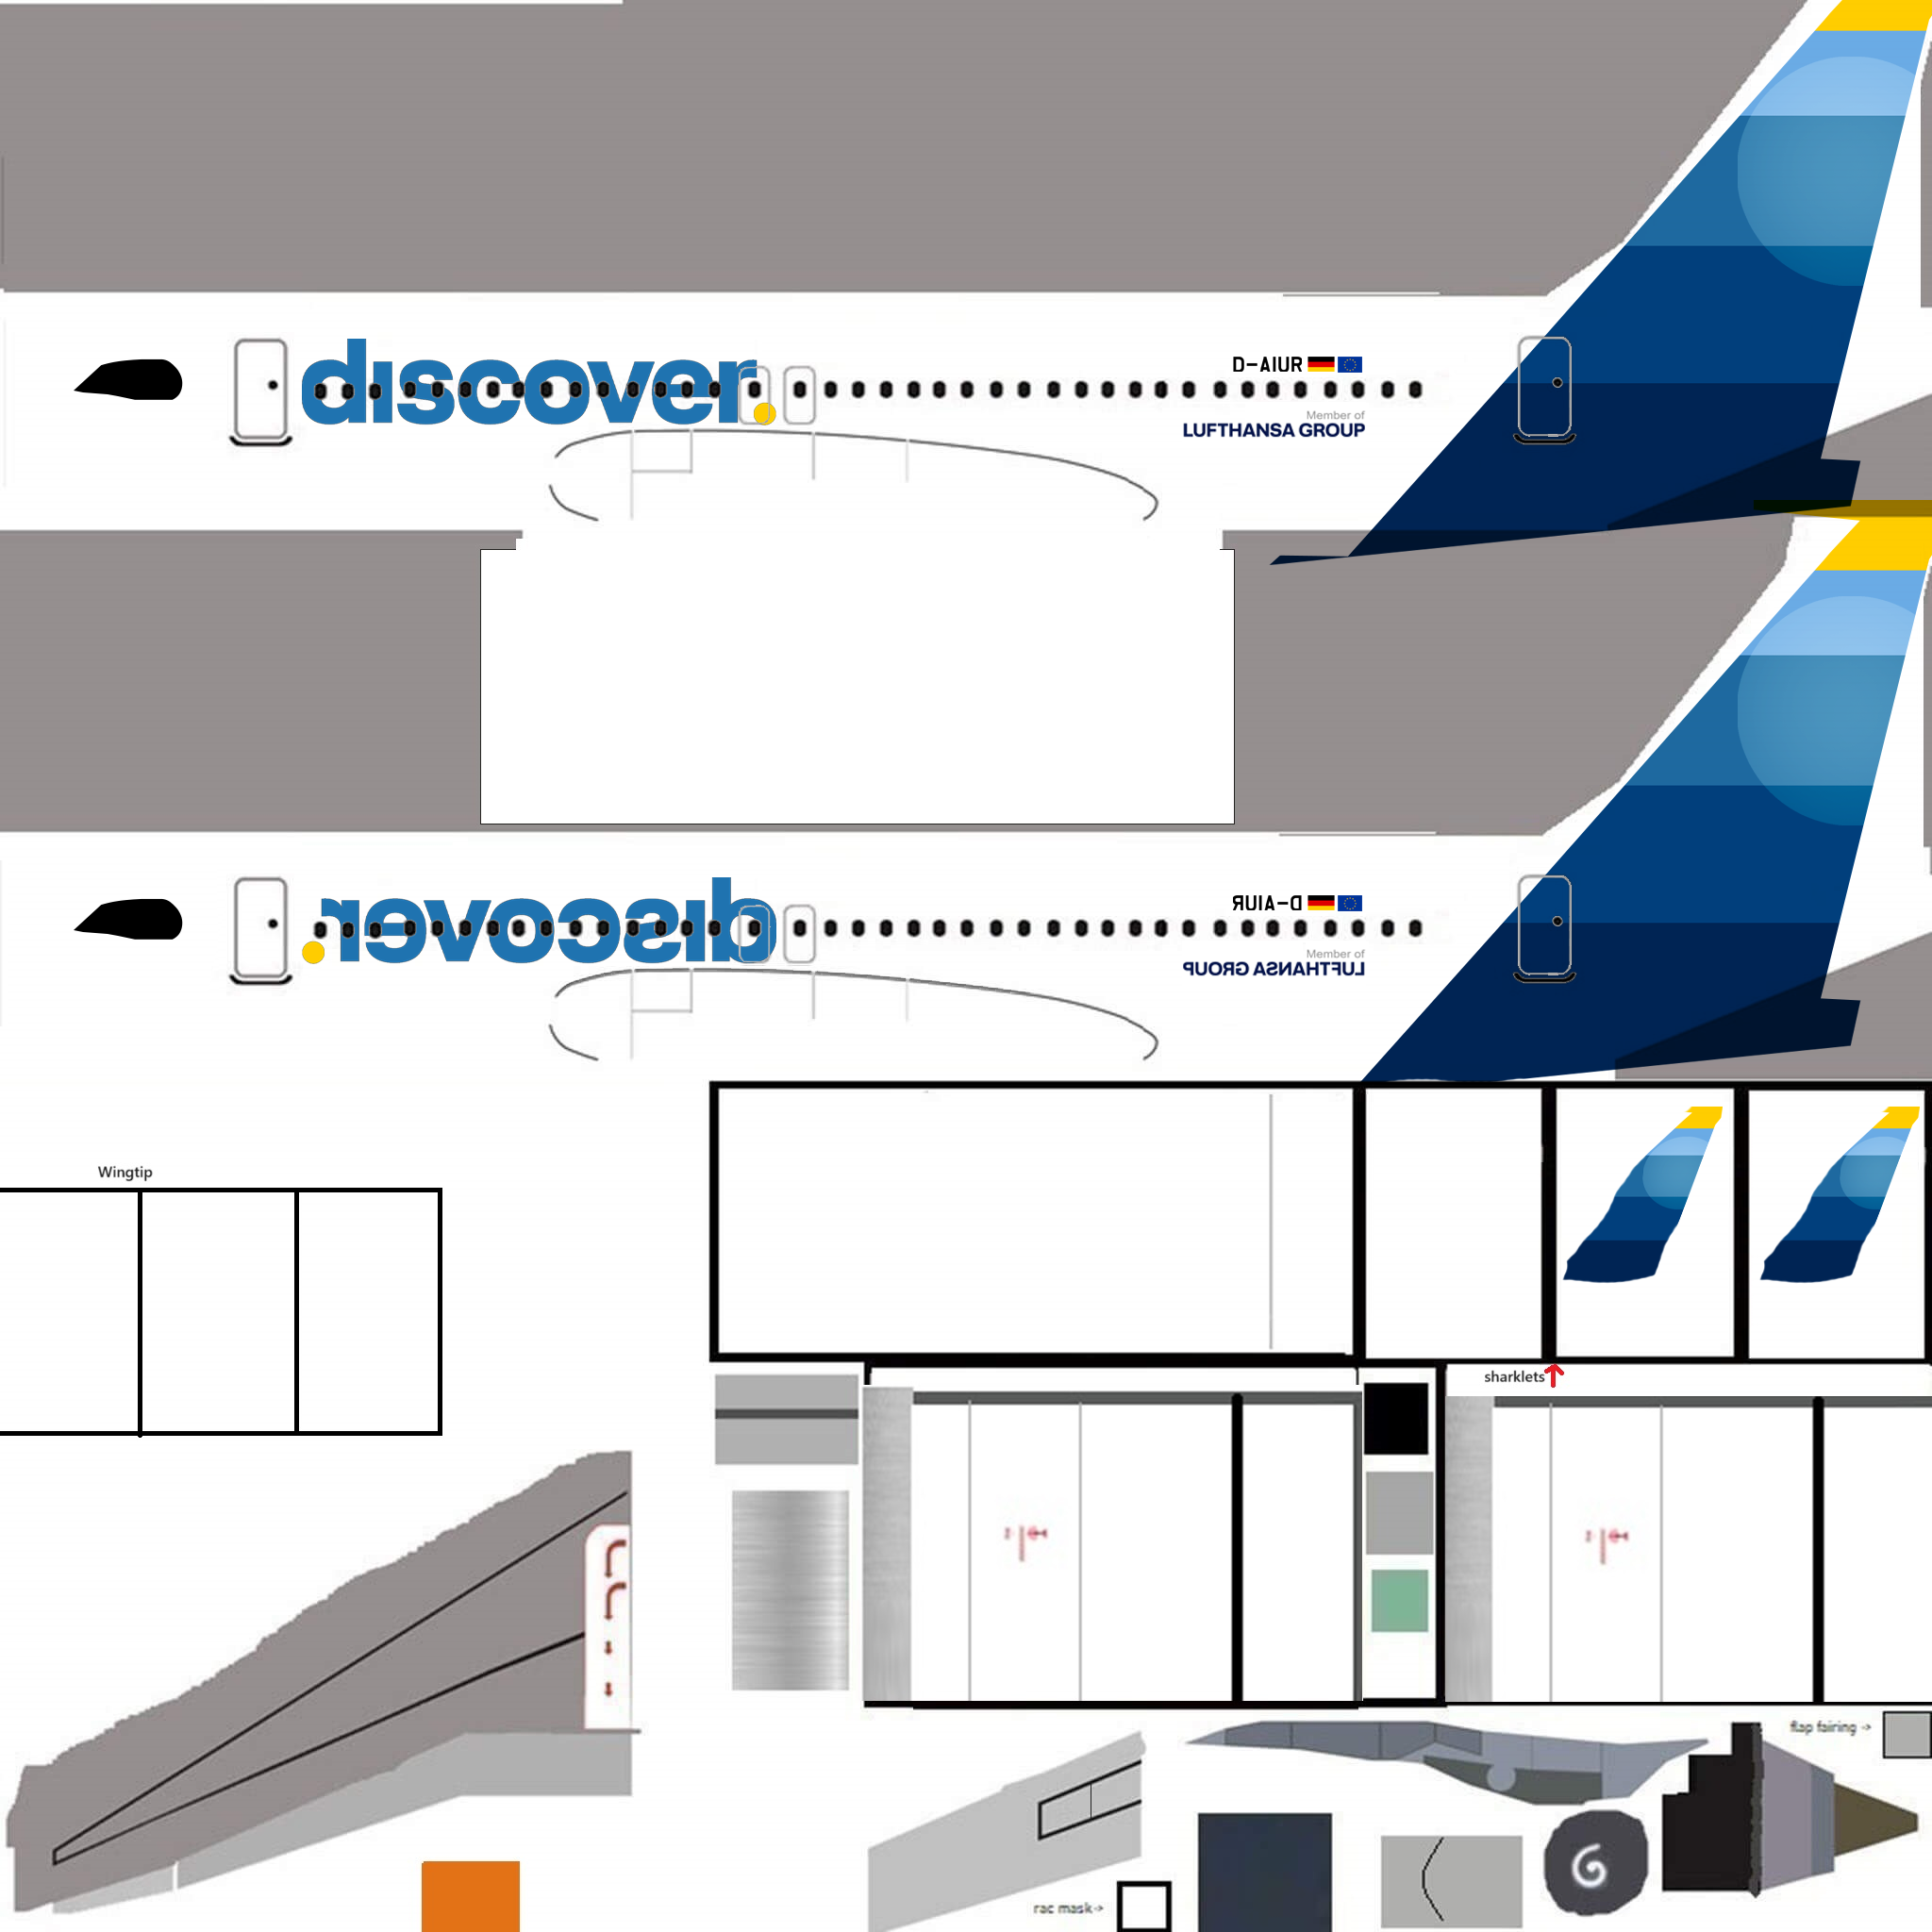 discover.
D-AIUR
Member of
LUFTHANSA GROUP
discover.
D-AIUR
Member of
LUFTHANSA GROUP
Wingtip
sharklets
flap fairing ->
rac mask->